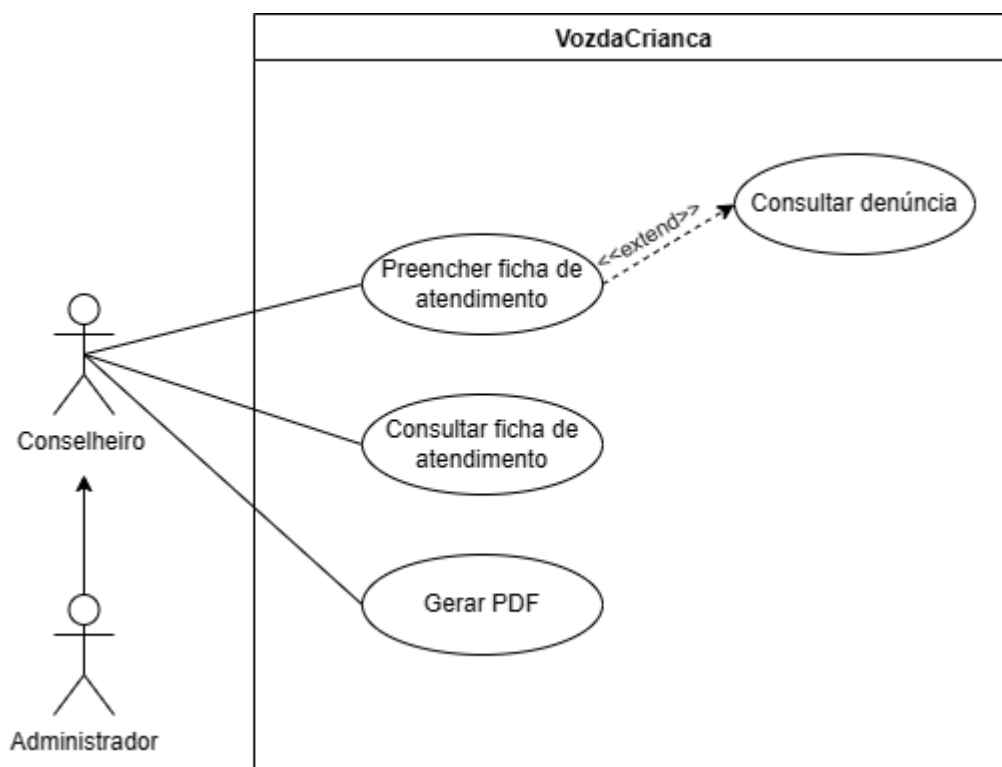 VozdaCrianca
Consultar denúncia
<<extend>>
Preencher ficha de
atendimento
Conselheiro
Consultar ficha de
atendimento
Gerar PDF
Administrador